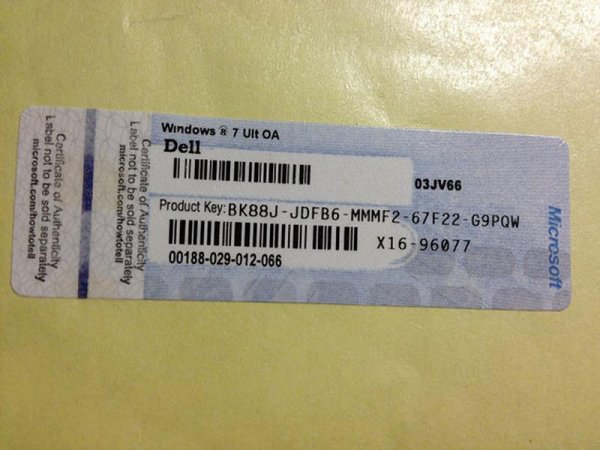 Certificate of Authenticity
Label not to be sold separately
microsoft.com/howtotell
Certificate of Authenticity
Label not to be sold separately
microsoft.com/howtotell
Windows ® 7 Ult OA
Dell
03JV66
Product Key: BK88J-JDFB6-MMMF2-67F22-G9PQW
X16-96077
00188-029-012-066
Microsoft